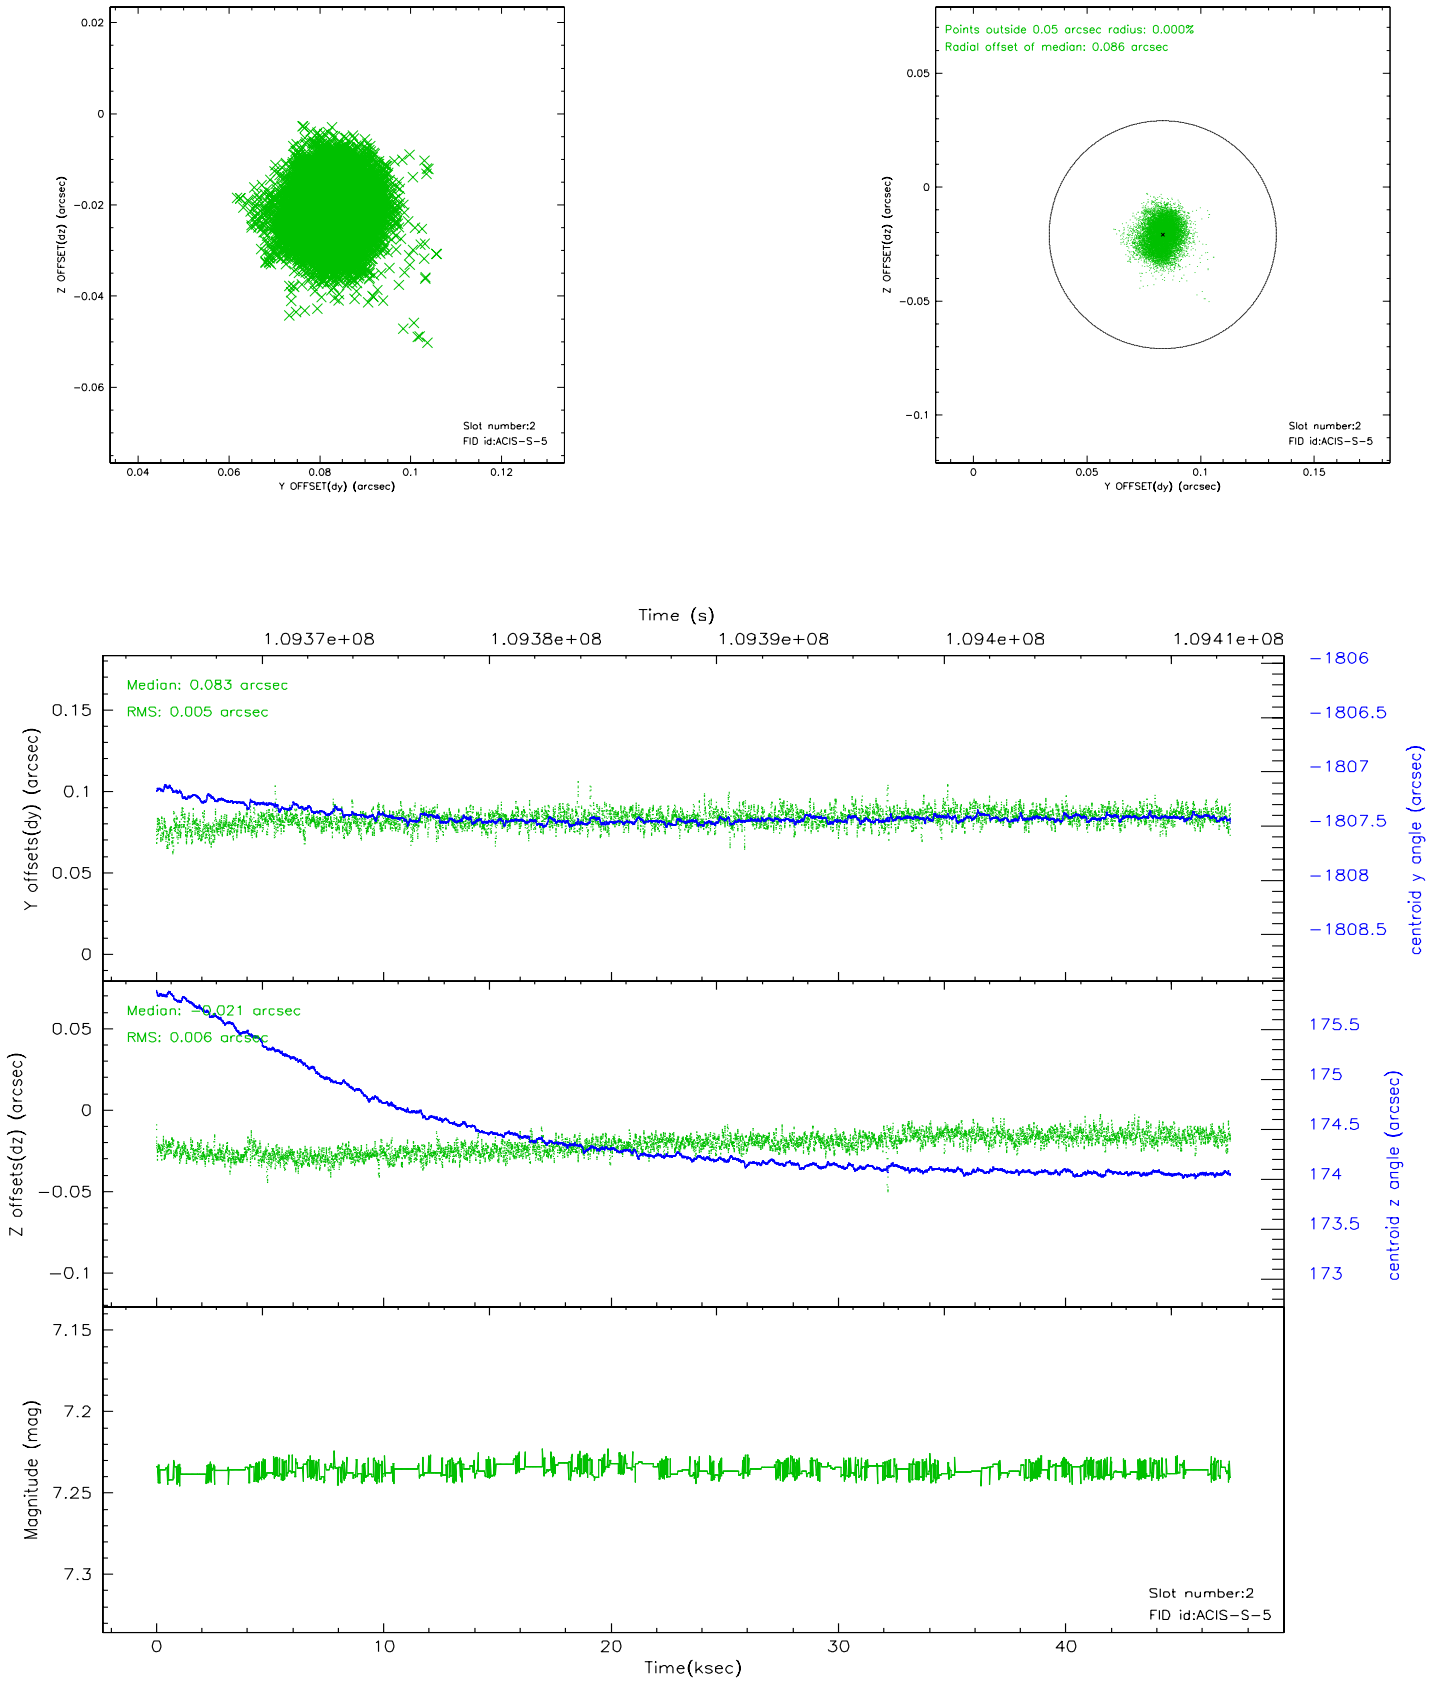 0.02
0
-0.02
-0.04
-0.06
Z OFFSET(dz) (arcsec)
Slot number:2
FID id:ACIS-S-5
0.04 0.06 0.08 0.1 0.12
Y OFFSET(dy) (arcsec)
Points outside 0.05 arcsec radius: 0.000%
Radial offset of median: 0.086 arcsec
0.05
0
-0.05
-0.1
Z OFFSET(dz) (arcsec)
Slot number:2
FID id:ACIS-S-5
0 0.05 0.1 0.15
Y OFFSET(dy) (arcsec)
Time (s)
1.0937e+08 1.0938e+08 1.0939e+08 1.094e+08 1.0941e+08
Median: 0.083 arcsec
RMS: 0.005 arcsec
0.15
0.1
0.05
0
Y offsets(dy) (arcsec)
-1806
-1806.5
-1807
-1807.5
-1808
-1808.5
centroid y angle (arcsec)
Median: -0.021 arcsec
RMS: 0.006 arcsec
0.05
0
-0.05
-0.1
Z offsets(dz) (arcsec)
175.5
175
174.5
174
173.5
173
centroid z angle (arcsec)
7.15
7.2
7.25
7.3
Magnitude (mag)
Slot number:2
FID id:ACIS-S-5
0 10 20 30 40
Time(ksec)